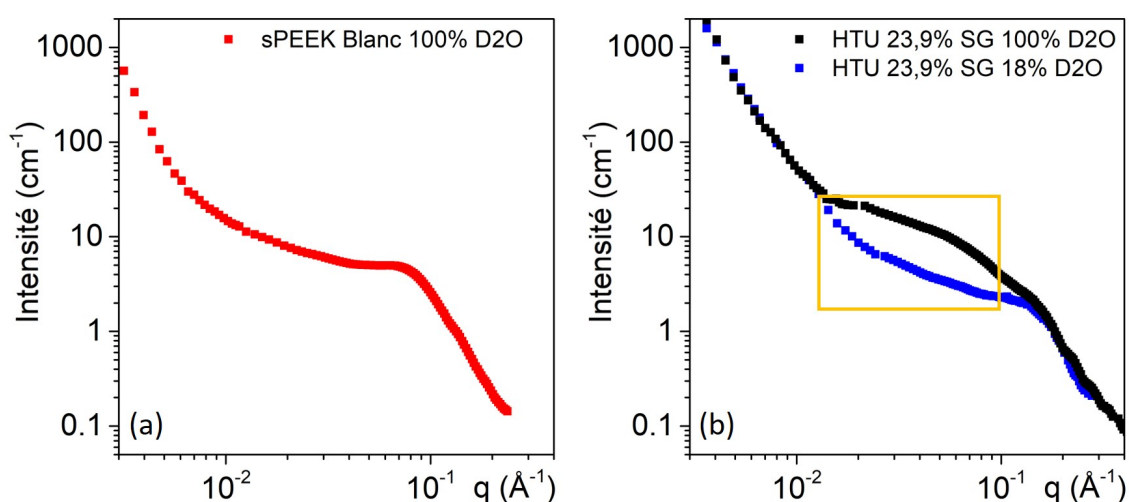 1000
100
10
1
0.1
Intensité (cm⁻¹)
sPEEK Blanc 100% D2O
(a)
10⁻²
10⁻¹
q (Å⁻¹)
1000
100
10
1
0.1
Intensité (cm⁻¹)
HTU 23,9% SG 100% D2O
HTU 23,9% SG 18% D2O
(b)
10⁻²
10⁻¹
q (Å⁻¹)